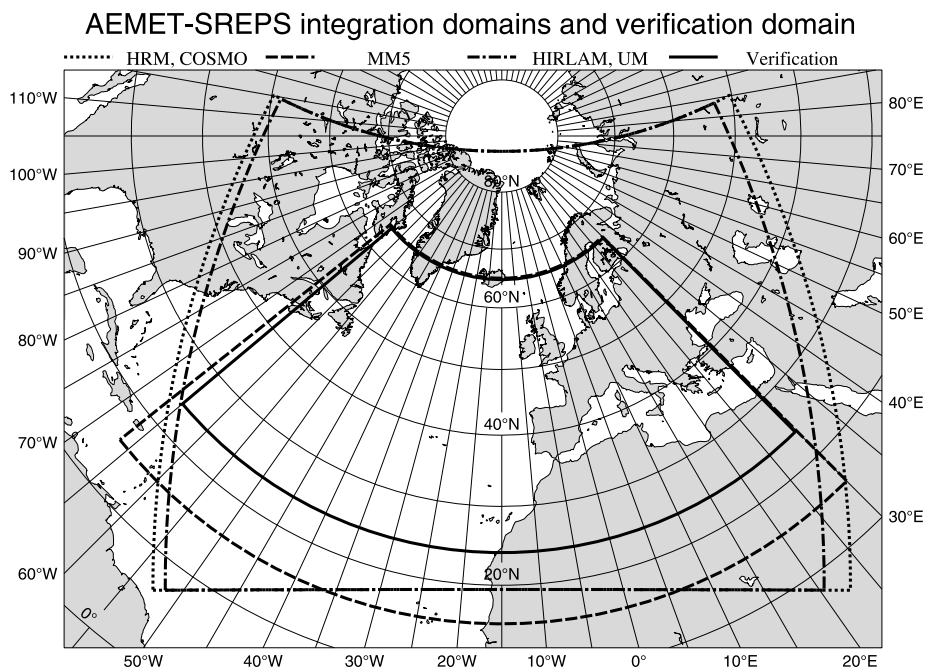 AEMET-SREPS integration domains and verification domain
HRM, COSMO MM5 HIRLAM, UM Verification
110°W 80°E
100°W 70°E
80°N
90°W 60°E
60°N
80°W 50°E
40°N 40°E
70°W
30°E
60°W 20°N
0°
50°W 40°W 30°W 20°W 10°W 0° 10°E 20°E